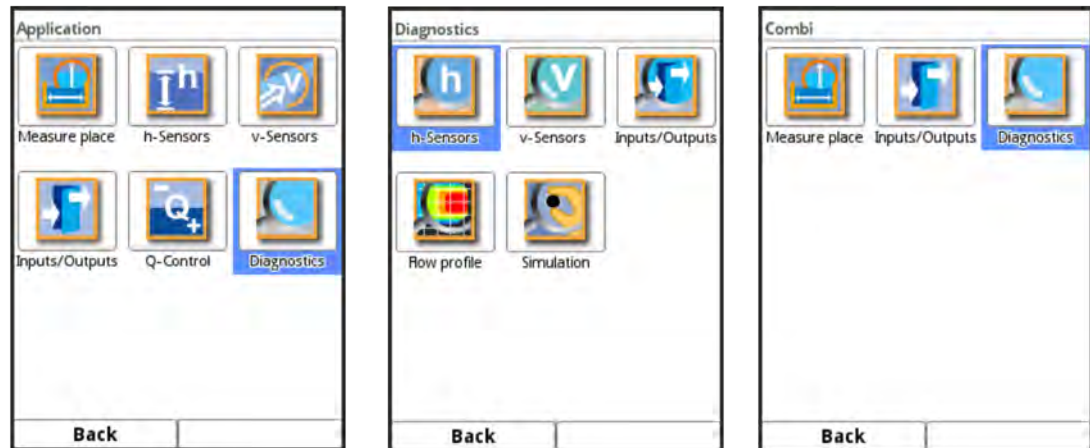 Application
Measure place h-Sensors v-Sensors
Inputs/Outputs Q-Control Diagnostics
Back
Diagnostics
h-Sensors v-Sensors Inputs/Outputs
Flow profile Simulation
Back
Combi
Measure place Inputs/Outputs Diagnostics
Back